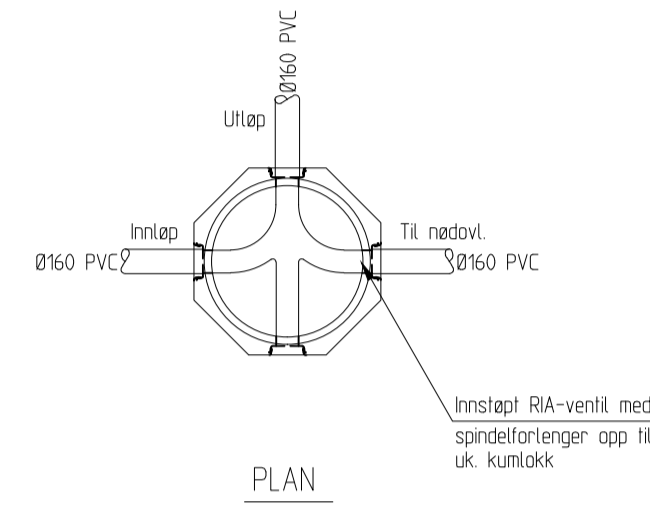 Ø160 PVC
Utløp
Innløp
Til nødovl.
Ø160 PVC
Ø160 PVC
Innstøpt RIA-ventil med
spindelforlenger opp til
uk. kumlokk
PLAN